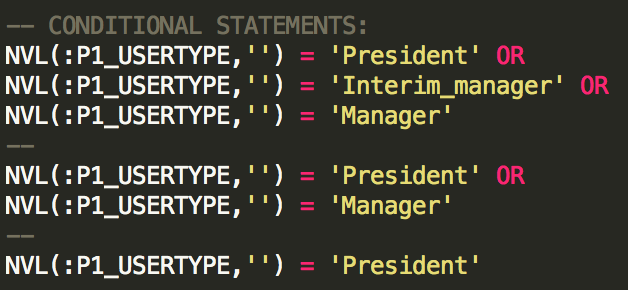 -- CONDITIONAL STATEMENTS:
NVL(:P1_USERTYPE,'') = 'President' OR
NVL(:P1_USERTYPE,'') = 'Interim_manager' OR
NVL(:P1_USERTYPE,'') = 'Manager'
--
NVL(:P1_USERTYPE,'') = 'President' OR
NVL(:P1_USERTYPE,'') = 'Manager'
--
NVL(:P1_USERTYPE,'') = 'President'